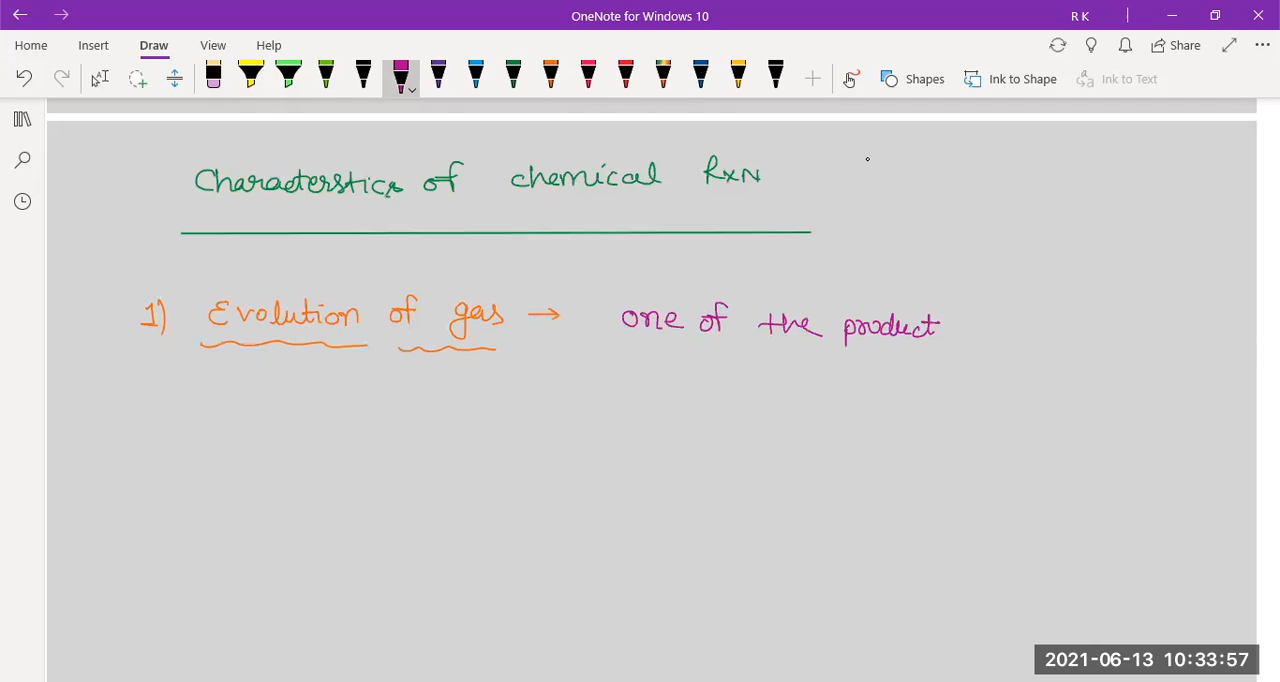 OneNote for Windows 10
R K
Home Insert Draw View Help
Share
Shapes Ink to Shape Ink to Text
Characterstics of chemical RxN
1) Evolution of gas → one of the product
2021-06-13 10:33:57